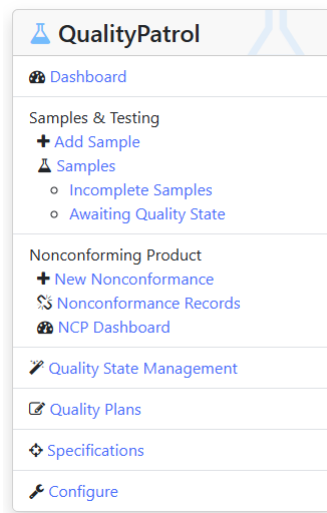 QualityPatrol
Dashboard
Samples & Testing
Add Sample
Samples
Incomplete Samples
Awaiting Quality State
Nonconforming Product
New Nonconformance
Nonconformance Records
NCP Dashboard
Quality State Management
Quality Plans
Specifications
Configure